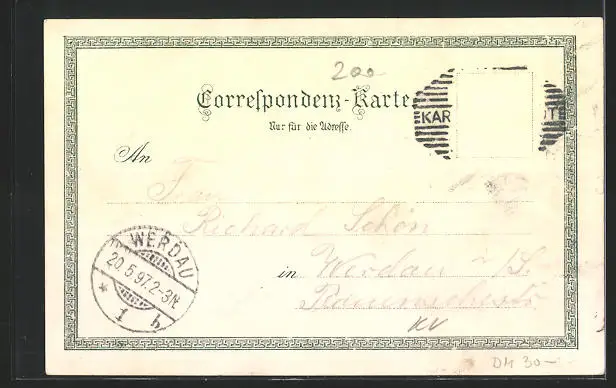 200
Correspondenz-Karte
KAR
Nur für die Adresse.
An
Frau
Richard Schön
in Werdau i/S.
WERDAU
20.5.97.2-3N.
* 1 b
KV
DM 30-